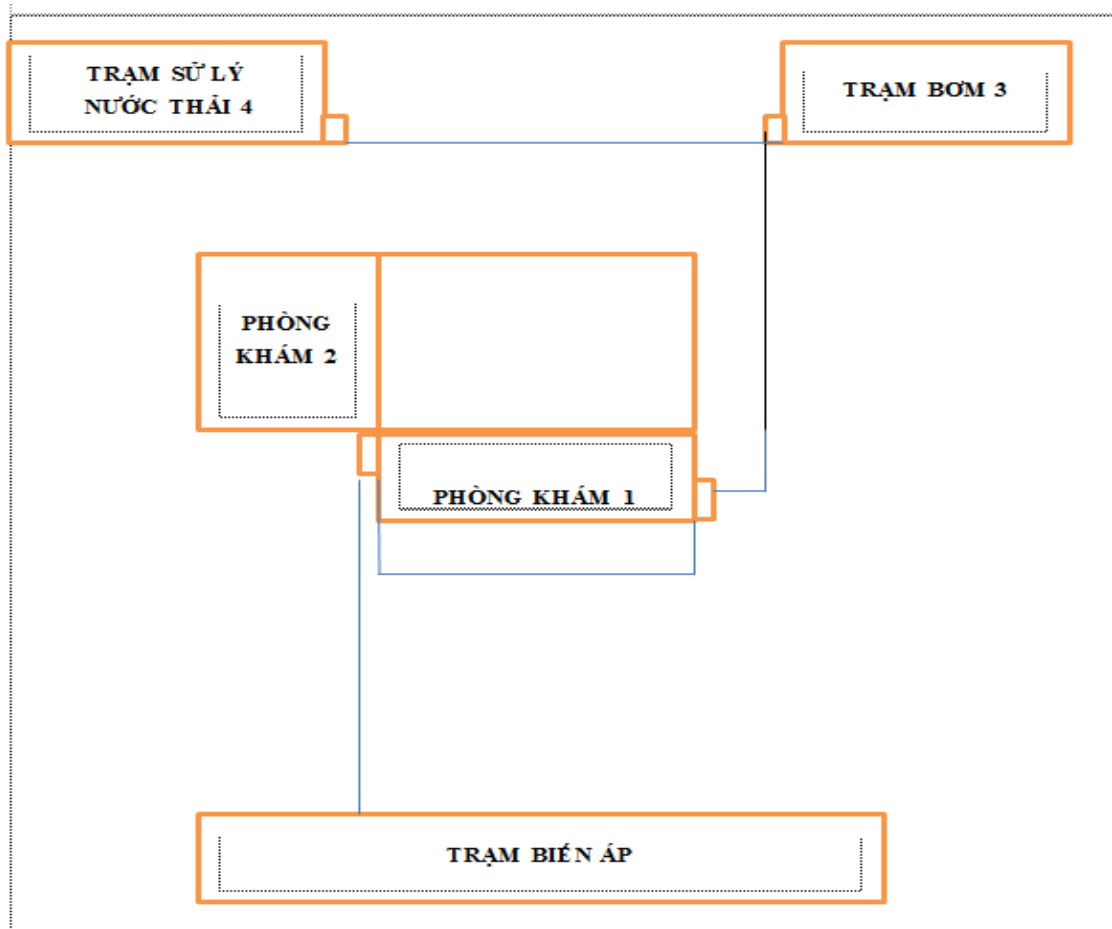 TRẠM SỬ LÝ
NƯỚC THẢI 4
TRẠM BƠM 3
PHÒNG
KHÁM 2
PHÒNG KHÁM 1
TRẠM BIẾN ÁP